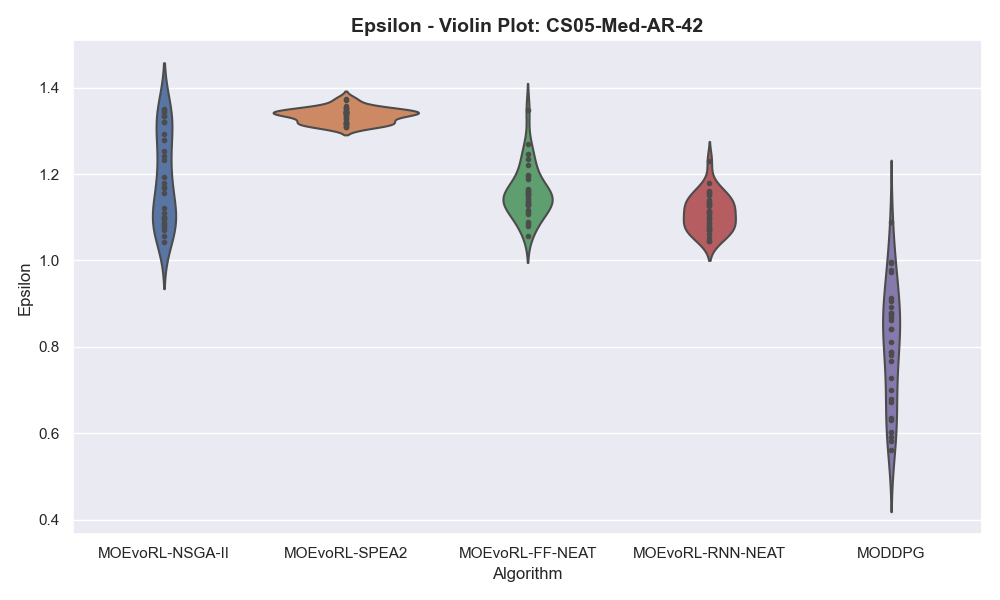 Epsilon - Violin Plot: CS05-Med-AR-42
1.4
1.2
1.0
0.8
0.6
0.4
Epsilon
MOEvoRL-NSGA-II
MOEvoRL-SPEA2
MOEvoRL-FF-NEAT
MOEvoRL-RNN-NEAT
MODDPG
Algorithm